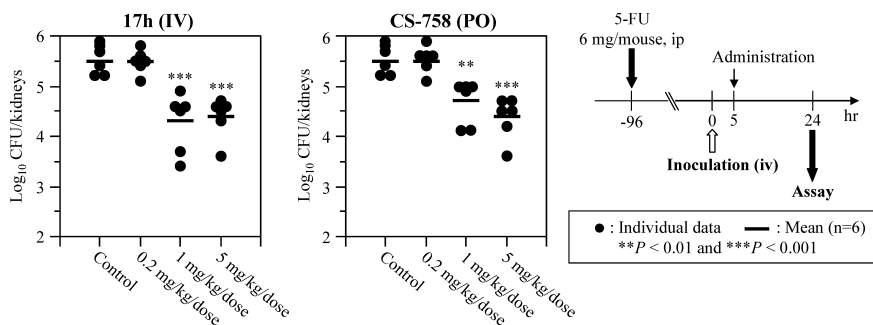 17h (IV)
Log10 CFU/kidneys
6
5
4
3
2
***
***
Control
0.2 mg/kg/dose
1 mg/kg/dose
5 mg/kg/dose
CS-758 (PO)
Log10 CFU/kidneys
6
5
4
3
2
**
***
Control
0.2 mg/kg/dose
1 mg/kg/dose
5 mg/kg/dose
5-FU
6 mg/mouse, ip
Administration
-96
0
5
24
hr
Inoculation (iv)
Assay
● : Individual data — : Mean (n=6)
**P < 0.01 and ***P < 0.001